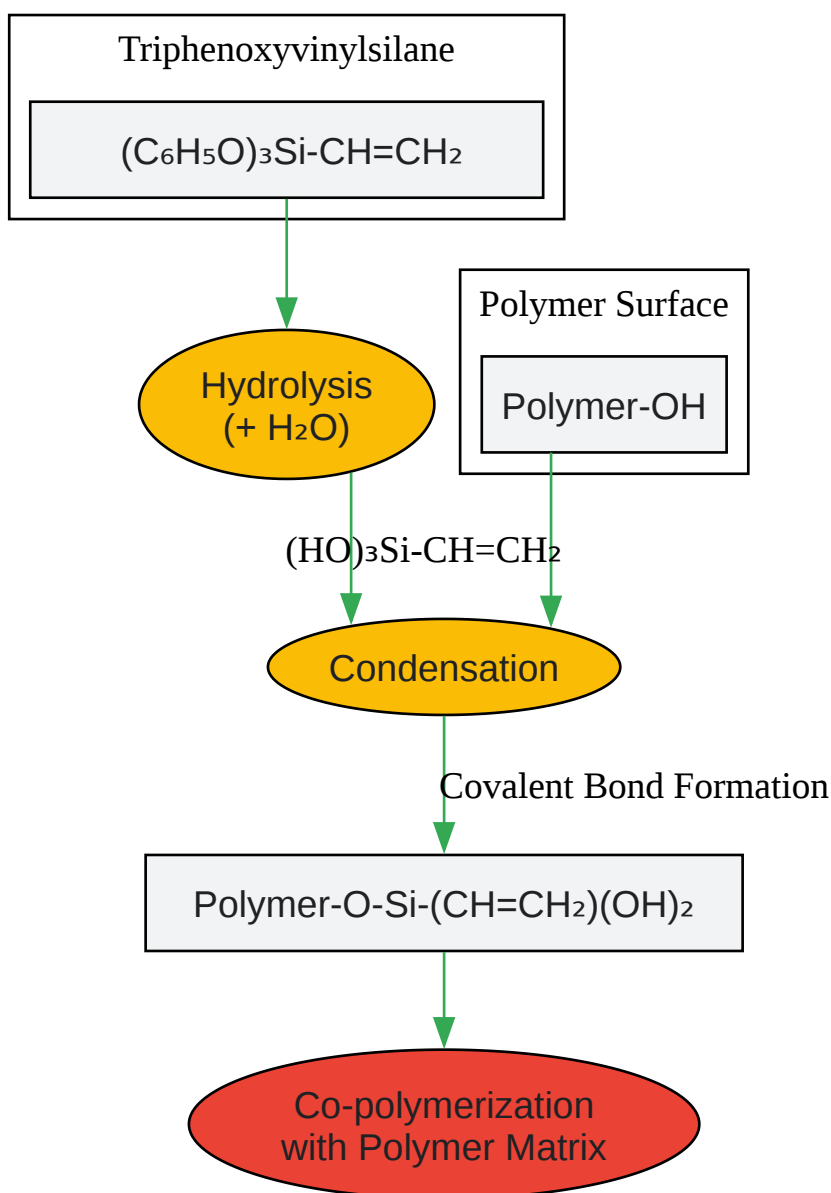 Triphenoxyvinylsilane
(C₆H₅O)₃Si-CH=CH₂
Polymer Surface
Hydrolysis
(+ H₂O)
Polymer-OH
(HO)₃Si-CH=CH₂
Condensation
Covalent Bond Formation
Polymer-O-Si-(CH=CH₂)(OH)₂
Co-polymerization
with Polymer Matrix